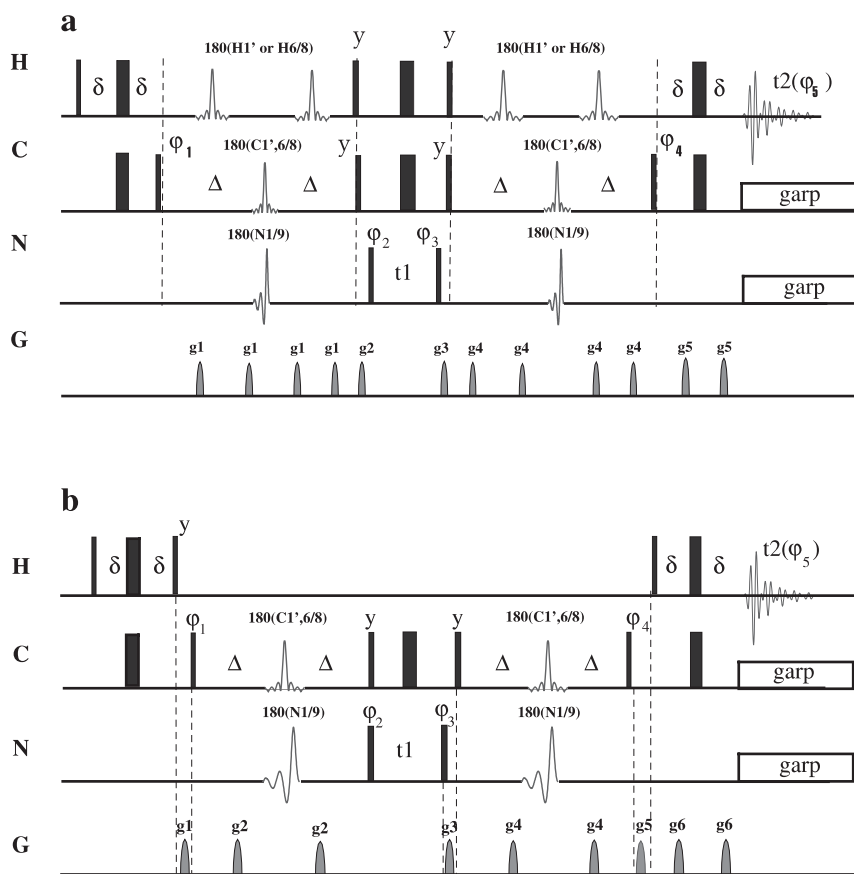 a
180(H1' or H6/8) y y 180(H1' or H6/8)
H δ δ δ δ t2(φ5)
C φ1 180(C1',6/8) y y 180(C1',6/8) φ4
Δ Δ Δ Δ garp
N 180(N1/9) φ2 φ3 180(N1/9)
t1 garp
G g1 g1 g1 g1 g2 g3 g4 g4 g4 g4 g5 g5
b
H δ δ y δ δ t2(φ5)
C φ1 180(C1',6/8) y y 180(C1',6/8) φ4
Δ Δ Δ Δ garp
N 180(N1/9) φ2 φ3 180(N1/9)
t1 garp
G g1 g2 g2 g3 g4 g4 g5 g6 g6